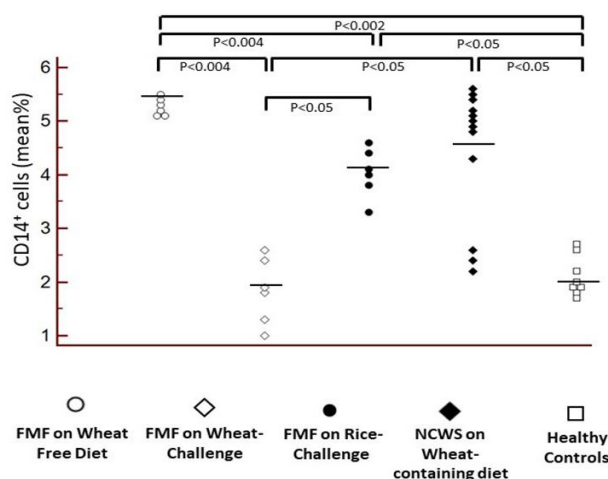 P<0.002
P<0.004 P<0.05
P<0.004 P<0.05 P<0.05
P<0.05
CD14+ cells (mean%)
6
5
4
3
2
1
FMF on Wheat Free Diet
FMF on Wheat-Challenge
FMF on Rice-Challenge
NCWS on Wheat-containing diet
Healthy Controls